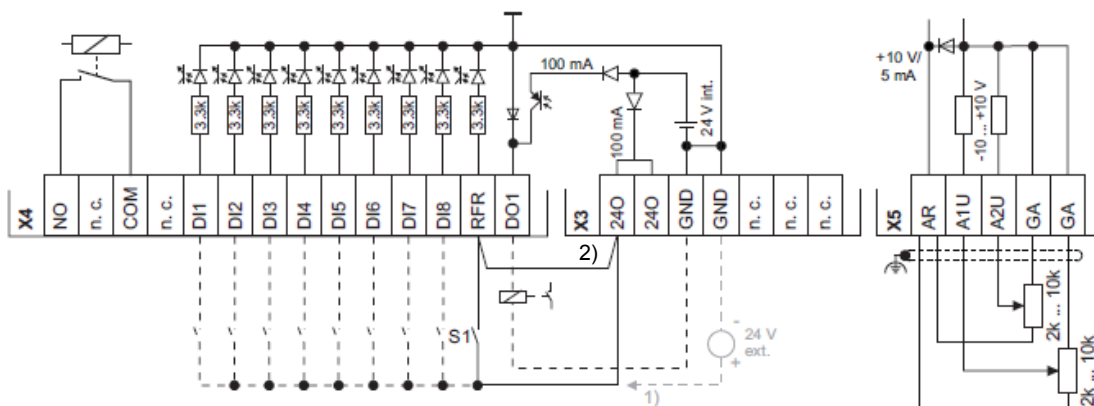 100 mA
+10 V/
5 mA
3.3k
3.3k
3.3k
3.3k
3.3k
3.3k
3.3k
3.3k
3.3k
100 mA
24 V int.
-10 ... +10 V
X4
NO
n. c.
COM
n. c.
DI1
DI2
DI3
DI4
DI5
DI6
DI7
DI8
RFR
DO1
X3
24O
24O
GND
GND
n. c.
n. c.
n. c.
X5
AR
A1U
A2U
GA
GA
2)
S1
-
24 V
ext.
+
1)
2k ... 10k
2k ... 10k